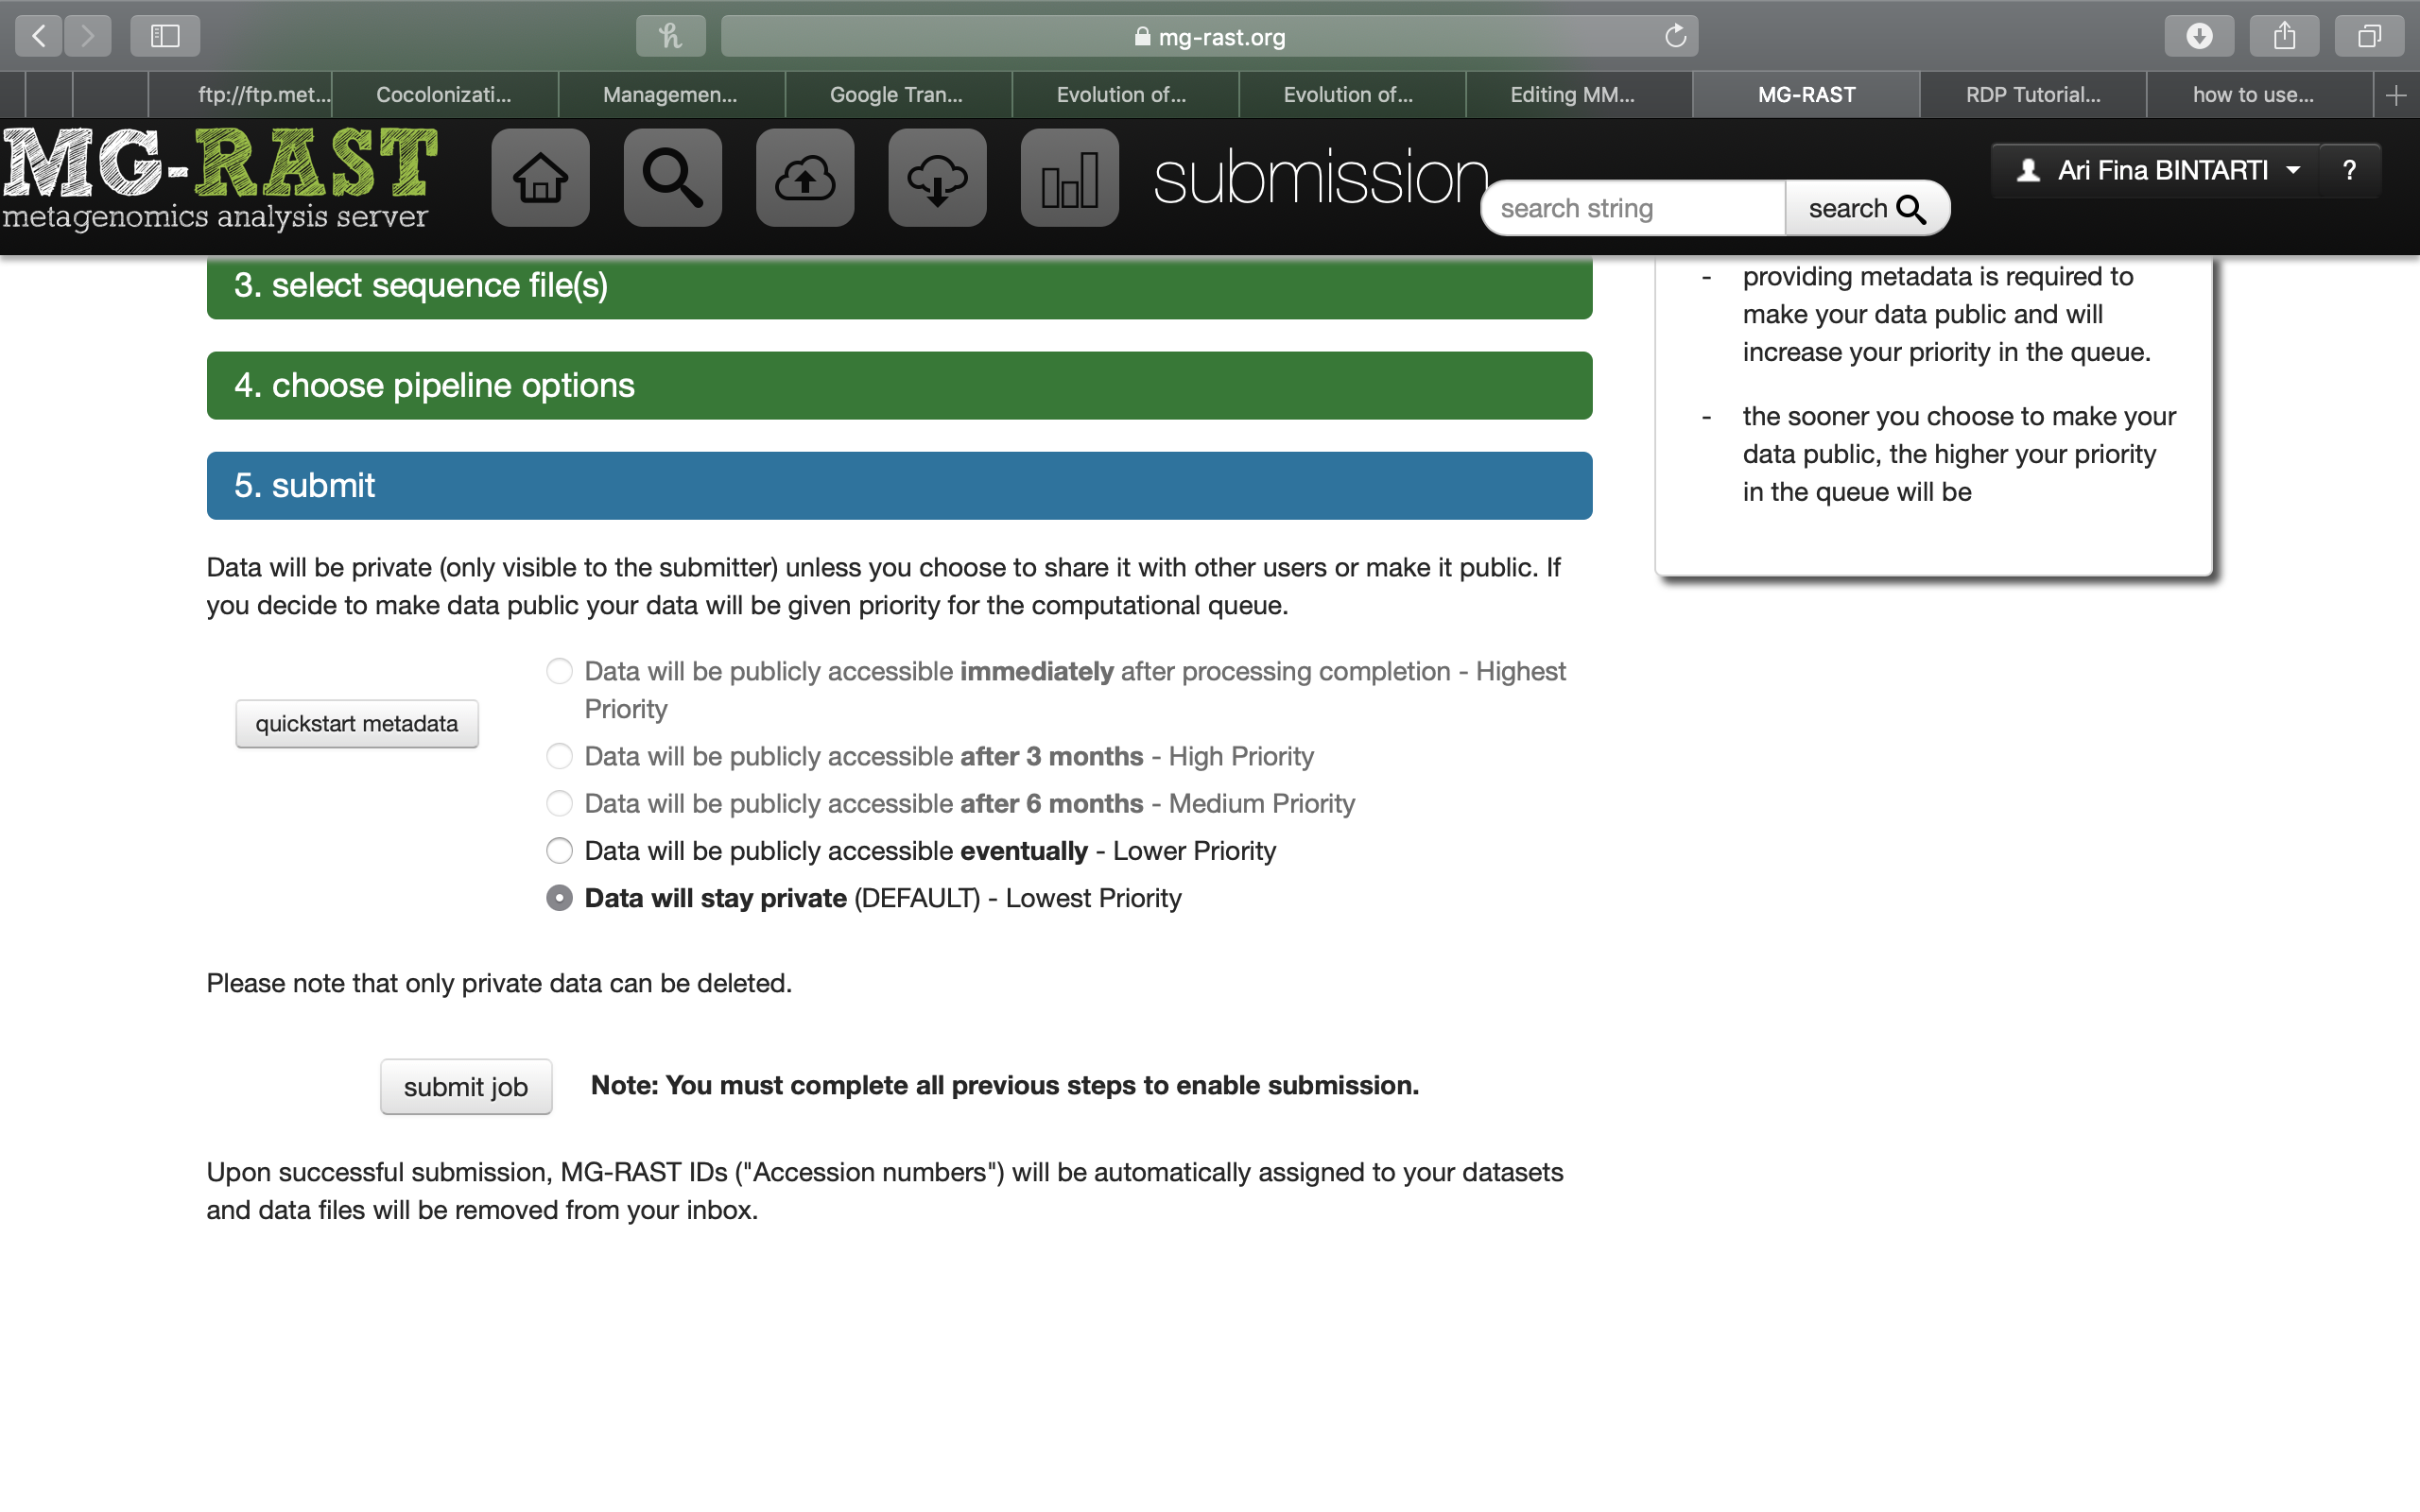 mg-rast.org
ftp://ftp.met...
Cocolonizati...
Managemen...
Google Tran...
Evolution of...
Evolution of...
Editing MM...
MG-RAST
RDP Tutorial...
how to use...
MG-RAST
metagenomics analysis server
submission
search string
search
Ari Fina BINTARTI
?
3. select sequence file(s)
4. choose pipeline options
5. submit
Data will be private (only visible to the submitter) unless you choose to share it with other users or make it public. If
you decide to make data public your data will be given priority for the computational queue.
quickstart metadata
Data will be publicly accessible immediately after processing completion - Highest
Priority
Data will be publicly accessible after 3 months - High Priority
Data will be publicly accessible after 6 months - Medium Priority
Data will be publicly accessible eventually - Lower Priority
Data will stay private (DEFAULT) - Lowest Priority
Please note that only private data can be deleted.
submit job
Note: You must complete all previous steps to enable submission.
Upon successful submission, MG-RAST IDs ("Accession numbers") will be automatically assigned to your datasets
and data files will be removed from your inbox.
- providing metadata is required to
make your data public and will
increase your priority in the queue.
- the sooner you choose to make your
data public, the higher your priority
in the queue will be